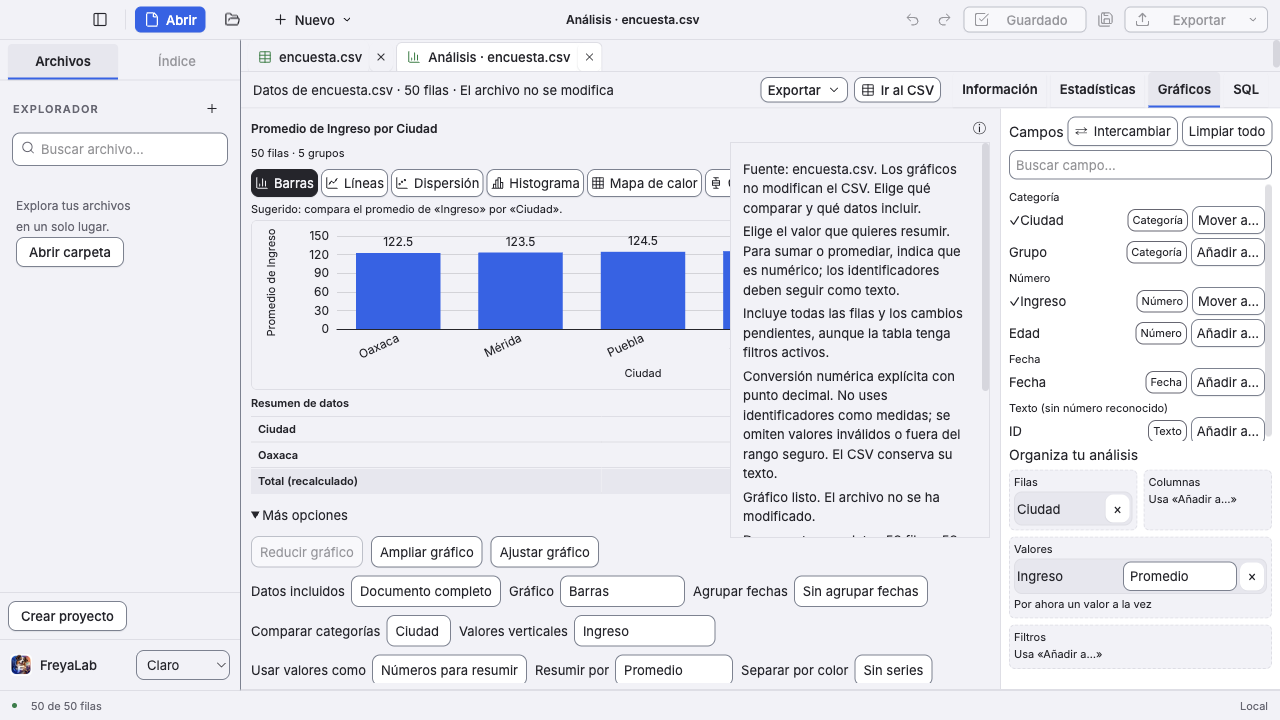 Abrir
Nuevo
Análisis · encuesta.csv
Guardado
Exportar
Archivos
Índice
EXPLORADOR
Buscar archivo...
Explora tus archivos
en un solo lugar.
Abrir carpeta
Crear proyecto
FreyaLab
Claro
encuesta.csv
Análisis · encuesta.csv
Datos de encuesta.csv · 50 filas · El archivo no se modifica
Exportar
Ir al CSV
Información
Estadísticas
Gráficos
SQL
Promedio de Ingreso por Ciudad
50 filas · 5 grupos
Barras
Líneas
Dispersión
Histograma
Mapa de calor
Sugerido: compara el promedio de «Ingreso» por «Ciudad».
Promedio de Ingreso
150
120
90
60
30
0
122.5
123.5
124.5
Oaxaca
Mérida
Puebla
Ciudad
Resumen de datos
Ciudad
Oaxaca
Total (recalculado)
Más opciones
Reducir gráfico
Ampliar gráfico
Ajustar gráfico
Datos incluidos
Documento completo
Gráfico
Barras
Agrupar fechas
Sin agrupar fechas
Comparar categorías
Ciudad
Valores verticales
Ingreso
Usar valores como
Números para resumir
Resumir por
Promedio
Separar por color
Sin series
Fuente: encuesta.csv. Los gráficos
no modifican el CSV. Elige qué
comparar y qué datos incluir.
Elige el valor que quieres resumir.
Para sumar o promediar, indica que
es numérico; los identificadores
deben seguir como texto.
Incluye todas las filas y los cambios
pendientes, aunque la tabla tenga
filtros activos.
Conversión numérica explícita con
punto decimal. No uses
identificadores como medidas; se
omiten valores inválidos o fuera del
rango seguro. El CSV conserva su
texto.
Gráfico listo. El archivo no se ha
modificado.
Campos
Intercambiar
Limpiar todo
Buscar campo...
Categoría
✓Ciudad
Categoría
Mover a...
Grupo
Categoría
Añadir a...
Número
✓Ingreso
Número
Mover a...
Edad
Número
Añadir a...
Fecha
Fecha
Fecha
Añadir a...
Texto (sin número reconocido)
ID
Texto
Añadir a...
Organiza tu análisis
Filas
Ciudad
×
Columnas
Usa «Añadir a...»
Valores
Ingreso
Promedio
×
Por ahora un valor a la vez
Filtros
Usa «Añadir a...»
50 de 50 filas
Local